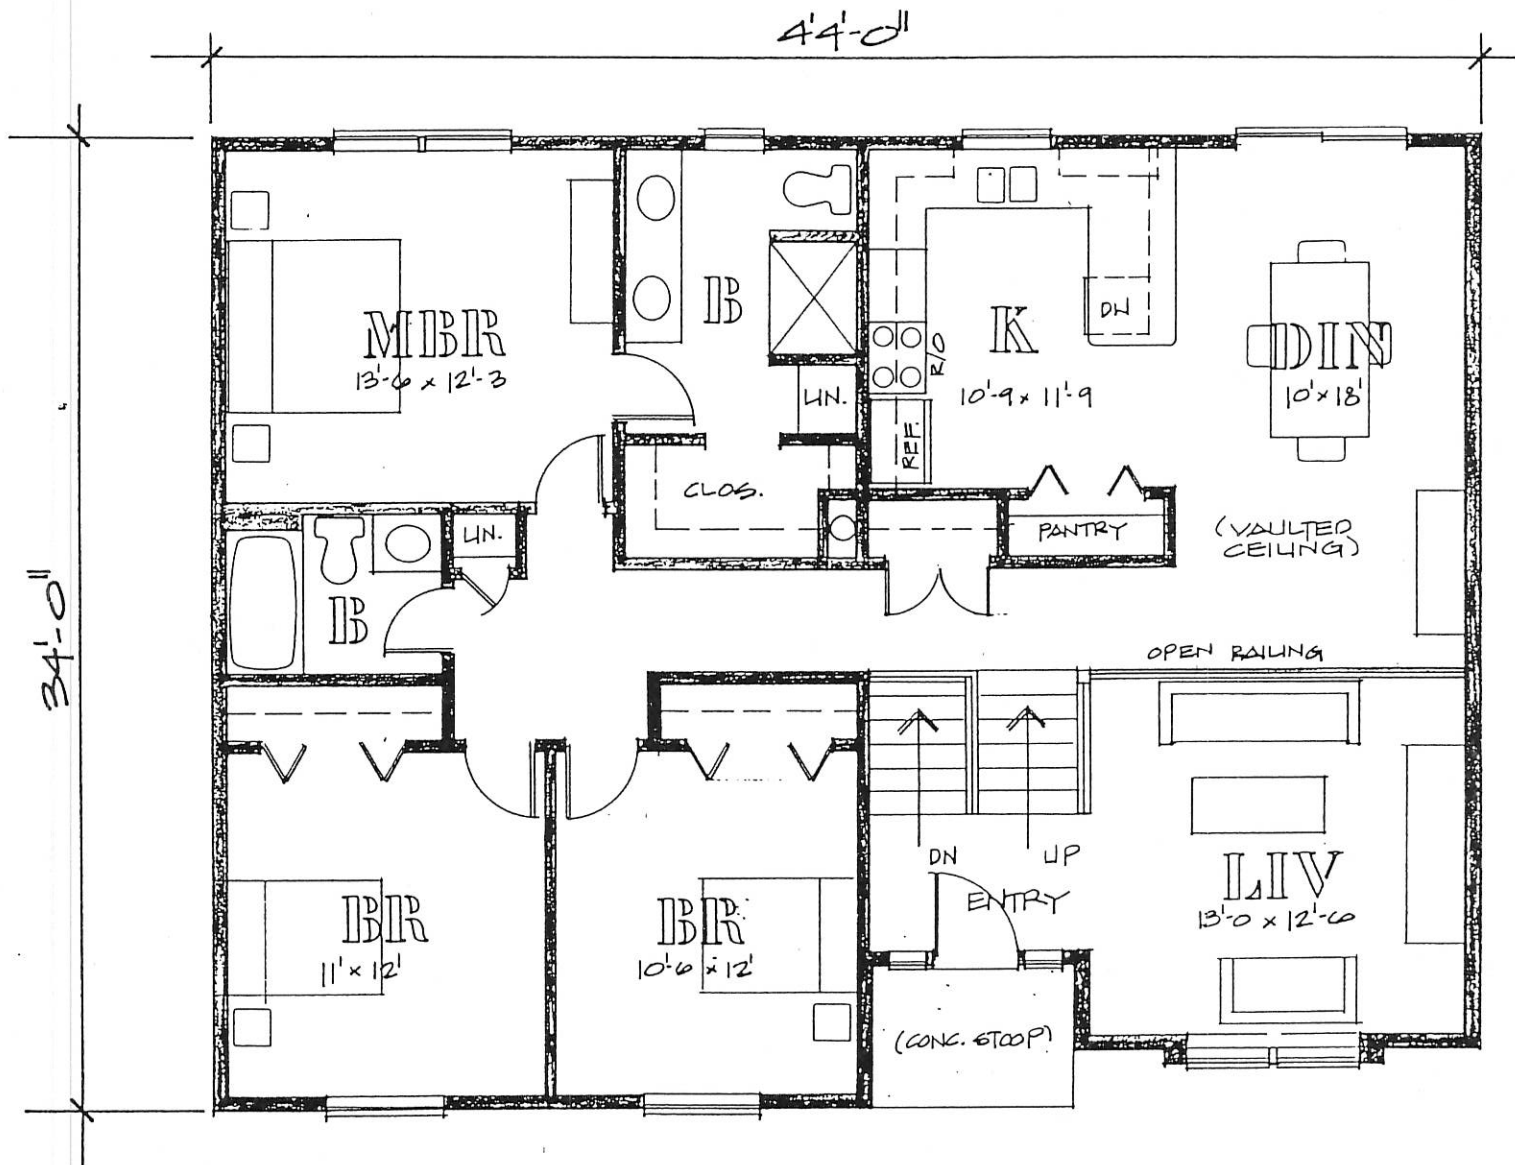 44'-0"
34'-0"
MBR
13'-6 x 12'-3
B
LIN.
CLOS.
K
10'-9 x 11'-9
R/O
REF.
DW
DIN
10' x 18'
PANTRY
(VAULTED
CEILING)
LIN.
B
OPEN RAILING
DN
UP
ENTRY
LIV
13'-0 x 12'-6
BR
11' x 12'
BR
10'-6 x 12'
(CONC. STOOP)